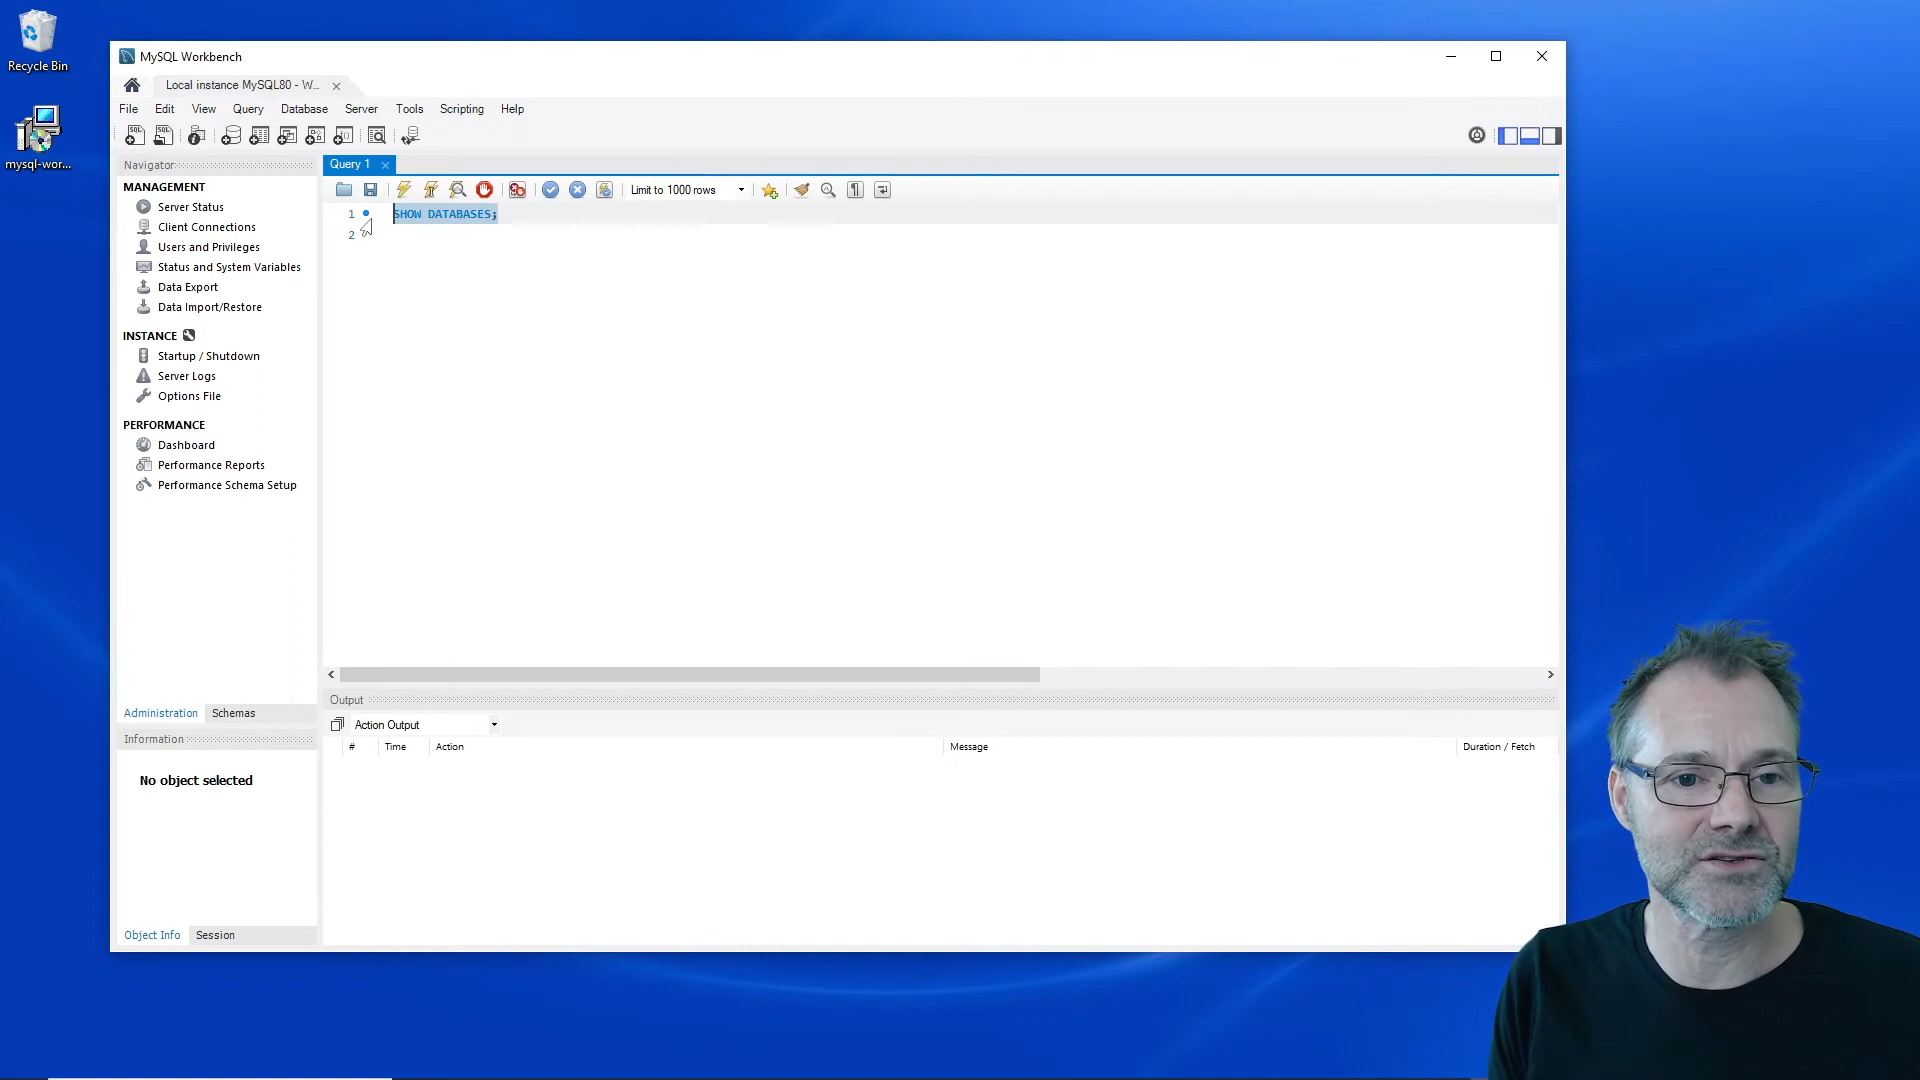 Recycle Bin
mysql-wor...
MySQL Workbench
Local instance MySQL80 - W...
File Edit View Query Database Server Tools Scripting Help
Navigator
MANAGEMENT
Server Status
Client Connections
Users and Privileges
Status and System Variables
Data Export
Data Import/Restore
INSTANCE
Startup / Shutdown
Server Logs
Options File
PERFORMANCE
Dashboard
Performance Reports
Performance Schema Setup
Administration Schemas
Information
No object selected
Object Info Session
Query 1
Limit to 1000 rows
1 SHOW DATABASES;
2
Output
Action Output
# Time Action Message Duration / Fetch